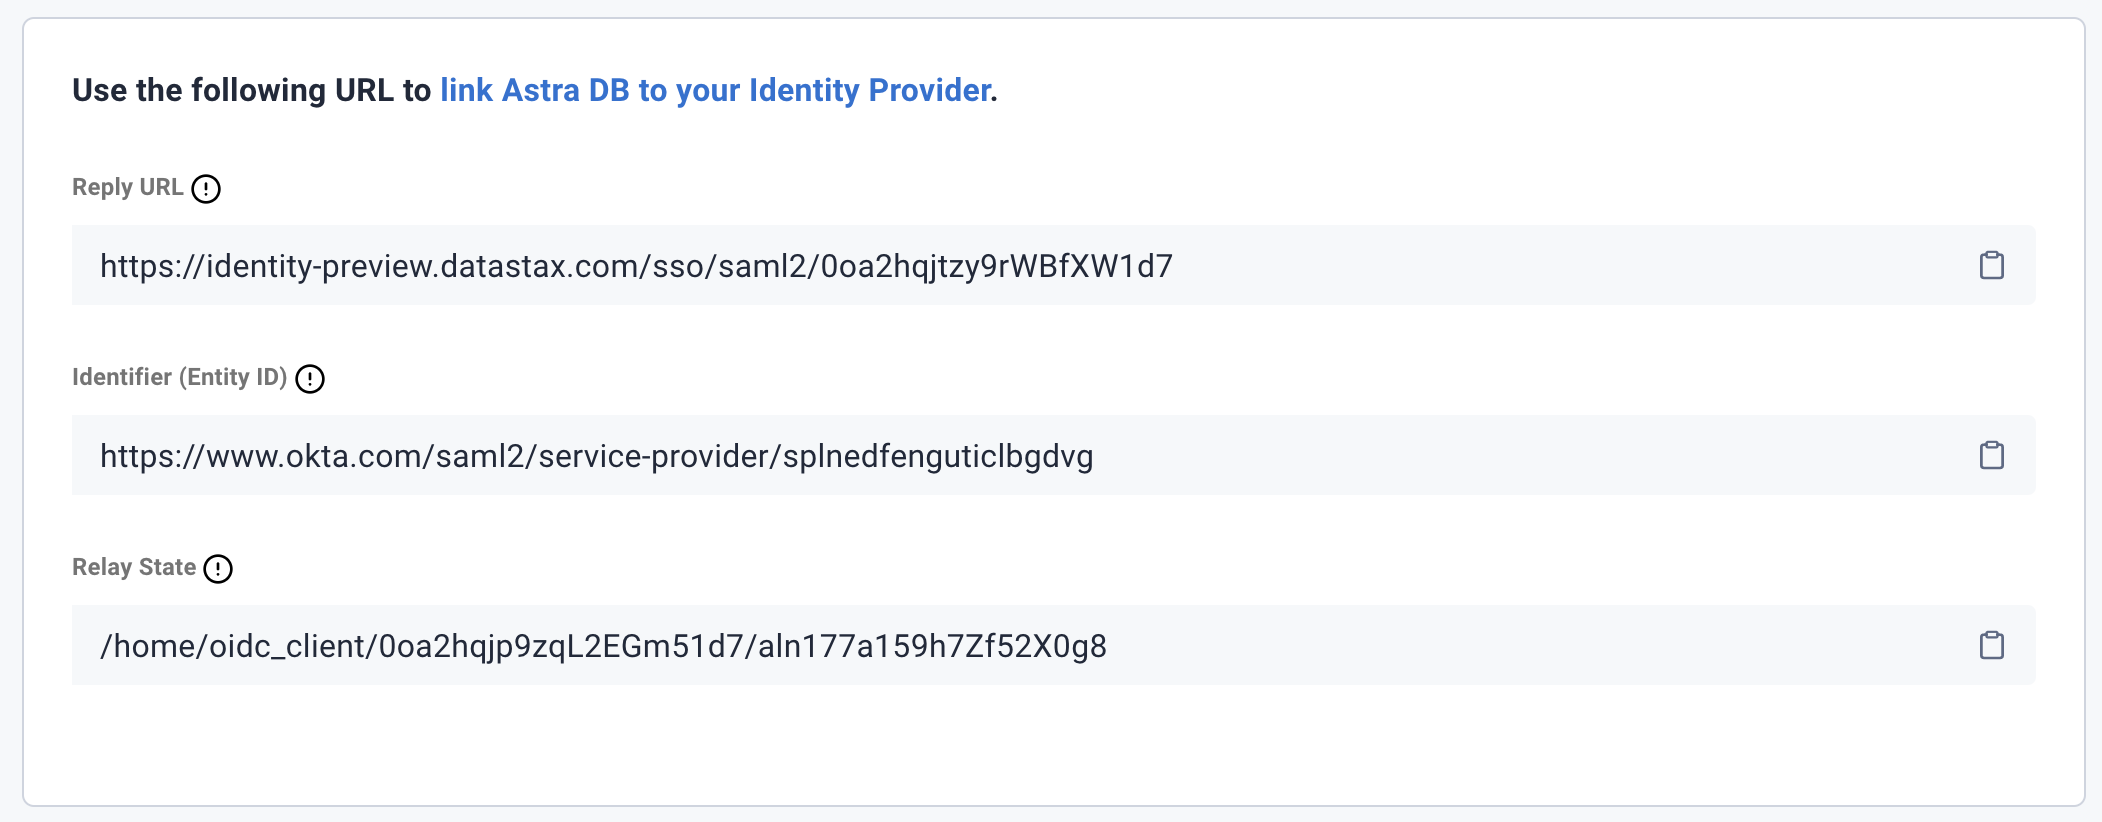 Use the following URL to link Astra DB to your Identity Provider.
Reply URL
https://identity-preview.datastax.com/sso/saml2/0oa2hqjtzy9rWBfXW1d7
Identifier (Entity ID)
https://www.okta.com/saml2/service-provider/splnedfenguticlbgdvg
Relay State
/home/oidc_client/0oa2hqjp9zqL2EGm51d7/aln177a159h7Zf52X0g8